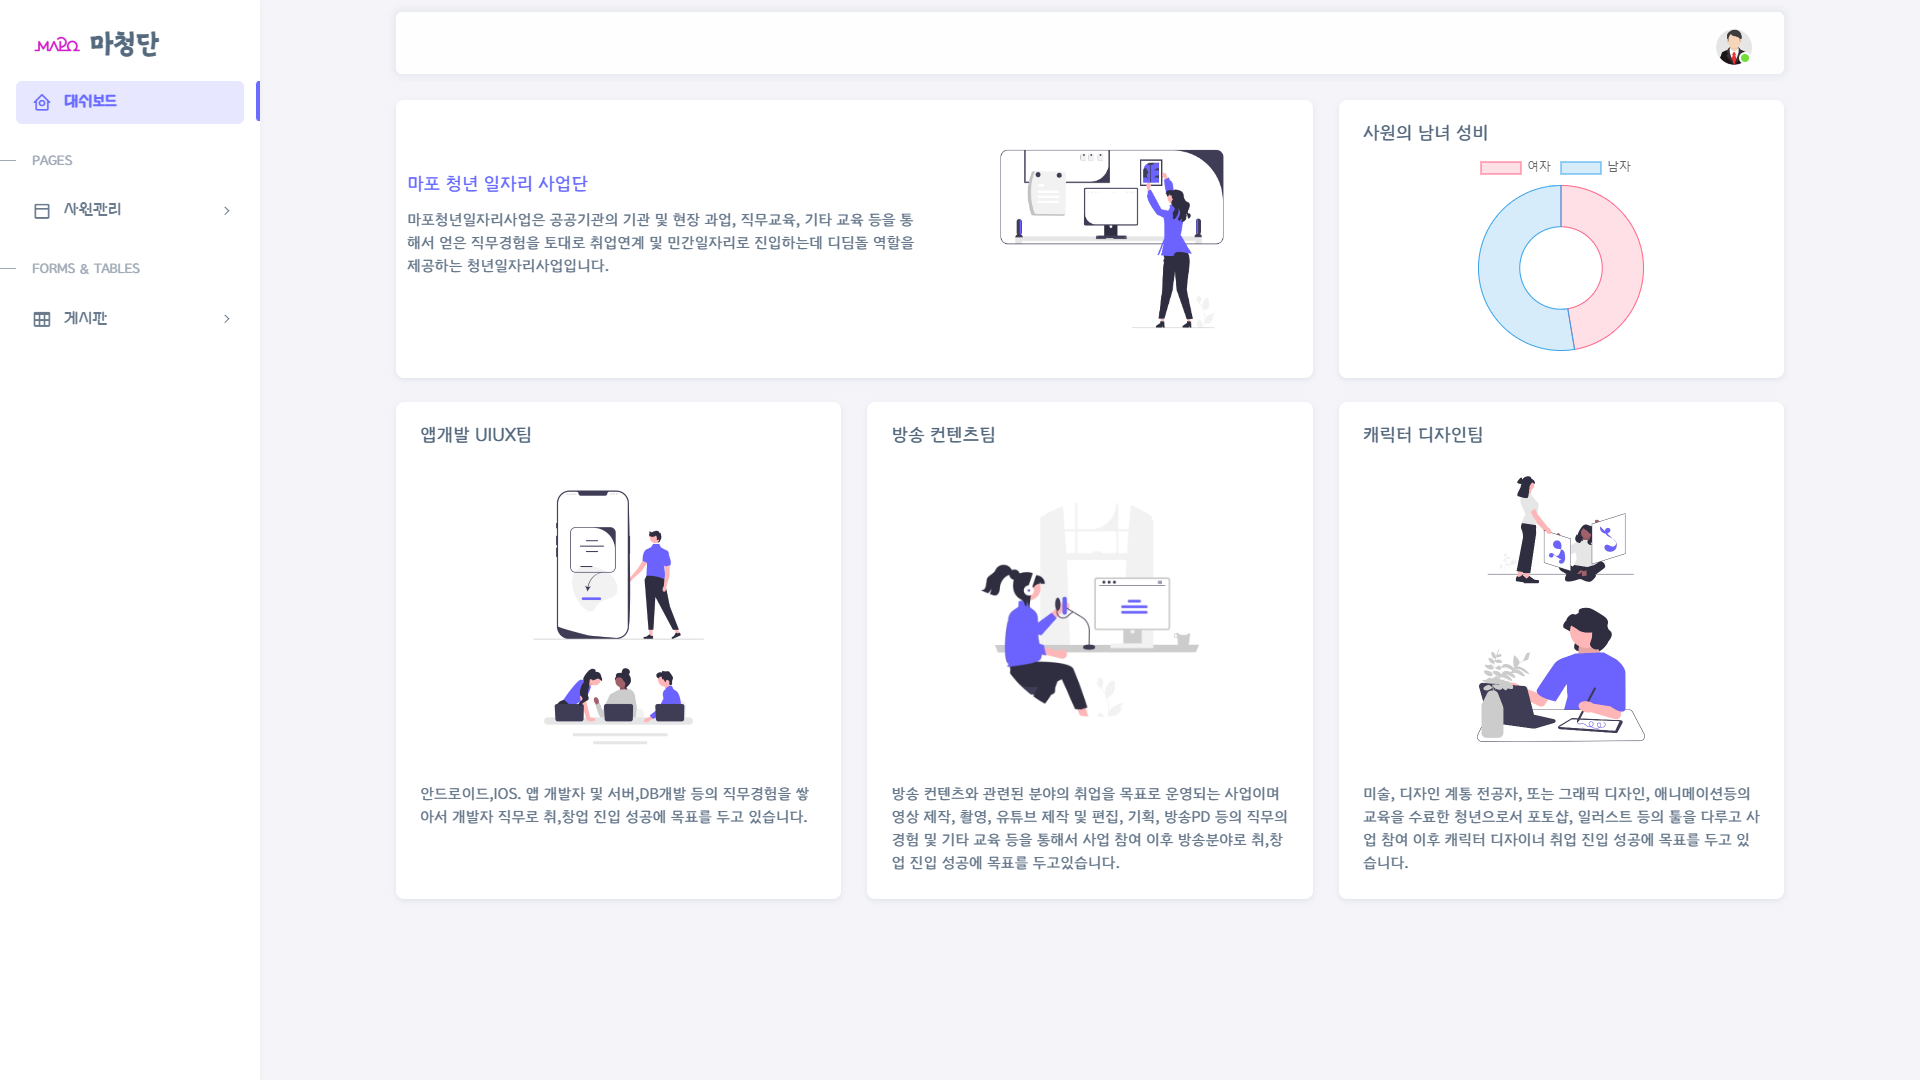 MAPO 마청단
대쉬보드
PAGES
사원관리
FORMS & TABLES
게시판
마포 청년 일자리 사업단
마포청년일자리사업은 공공기관의 기관 및 현장 과업, 직무교육, 기타 교육 등을 통
해서 얻은 직무경험을 토대로 취업연계 및 민간일자리로 진입하는데 디딤돌 역할을
제공하는 청년일자리사업입니다.
사원의 남녀 성비
여자 남자
앱개발 UIUX팀
안드로이드,IOS. 앱 개발자 및 서버,DB개발 등의 직무경험을 쌓
아서 개발자 직무로 취,창업 진입 성공에 목표를 두고 있습니다.
방송 컨텐츠팀
방송 컨텐츠와 관련된 분야의 취업을 목표로 운영되는 사업이며
영상 제작, 촬영, 유튜브 제작 및 편집, 기획, 방송PD 등의 직무의
경험 및 기타 교육 등을 통해서 사업 참여 이후 방송분야로 취,창
업 진입 성공에 목표를 두고있습니다.
캐릭터 디자인팀
미술, 디자인 계통 전공자, 또는 그래픽 디자인, 애니메이션등의
교육을 수료한 청년으로서 포토샵, 일러스트 등의 툴을 다루고 사
업 참여 이후 캐릭터 디자이너 취업 진입 성공에 목표를 두고 있
습니다.